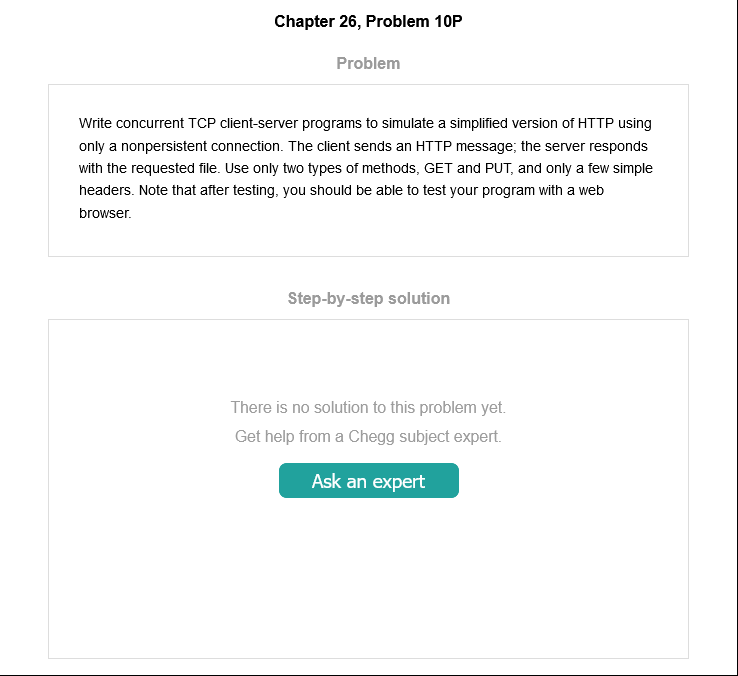 Chapter 26, Problem 10P
Problem
Write concurrent TCP client-server programs to simulate a simplified version of HTTP using
only a nonpersistent connection. The client sends an HTTP message; the server responds
with the requested file. Use only two types of methods, GET and PUT, and only a few simple
headers. Note that after testing, you should be able to test your program with a web
browser.
Step-by-step solution
There is no solution to this problem yet.
Get help from a Chegg subject expert.
Ask an expert